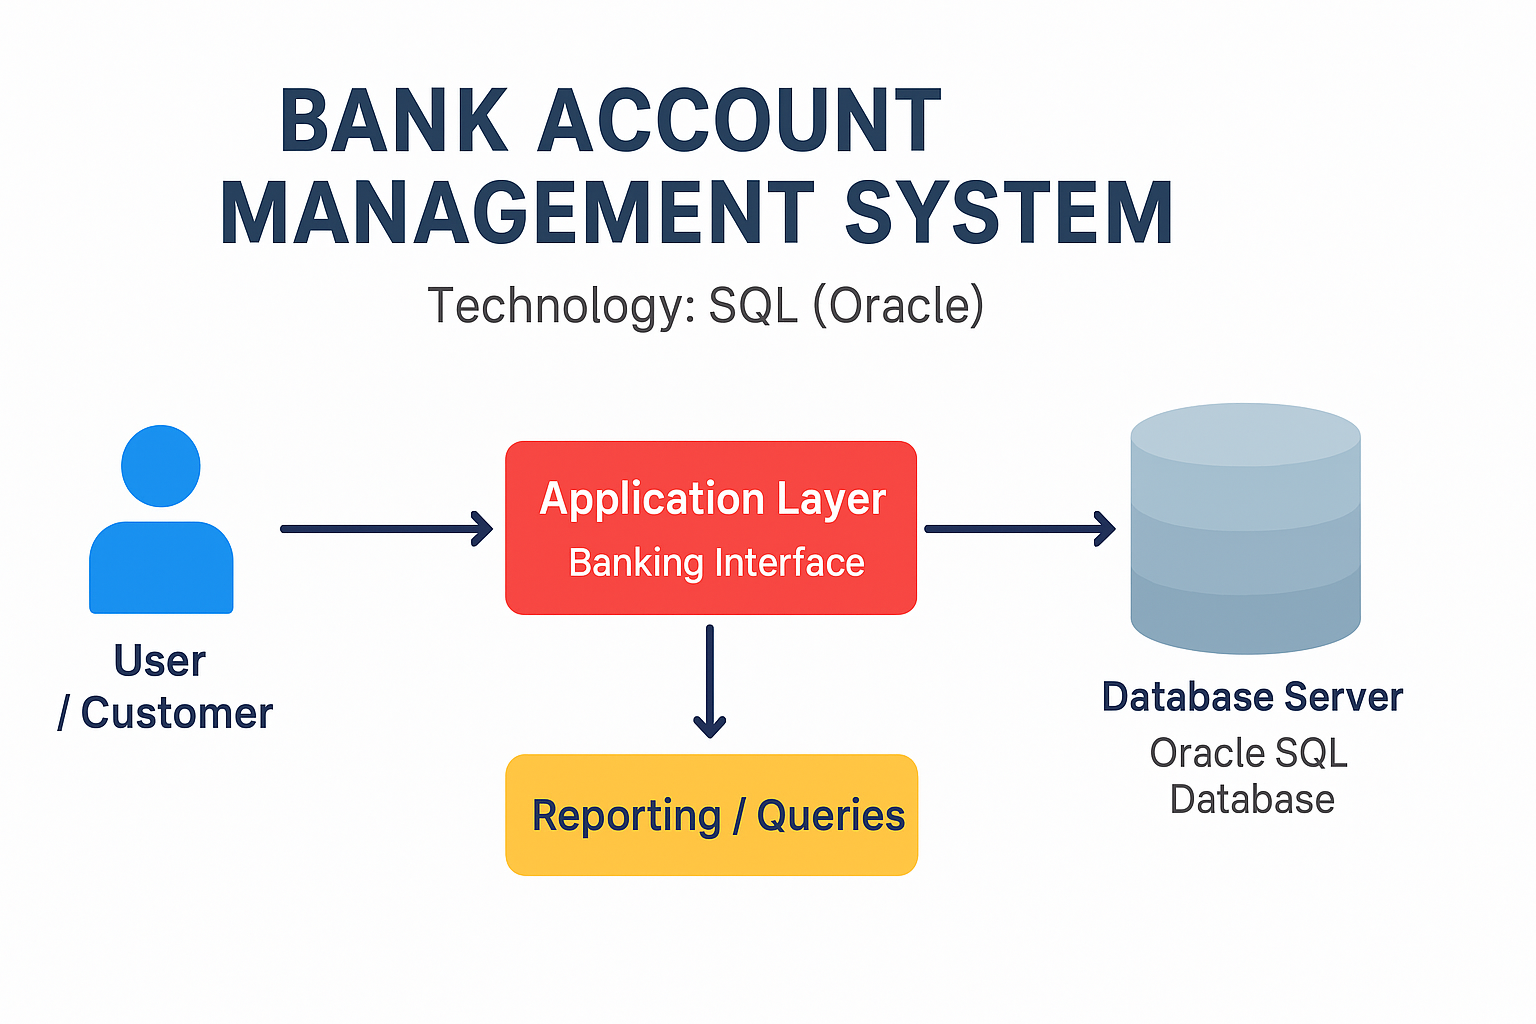 BANK ACCOUNT
MANAGEMENT SYSTEM
Technology: SQL (Oracle)
User
/ Customer
Application Layer
Banking Interface
Database Server
Oracle SQL
Database
Reporting / Queries